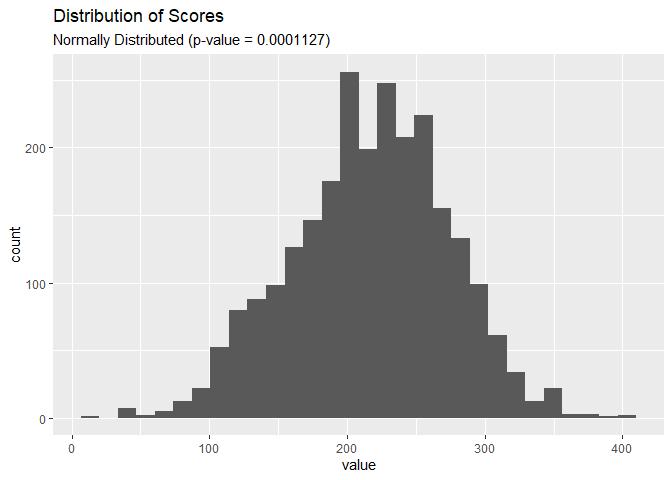 Distribution of Scores
Normally Distributed (p-value = 0.0001127)
count
200
100
0
0 100 200 300 400
value